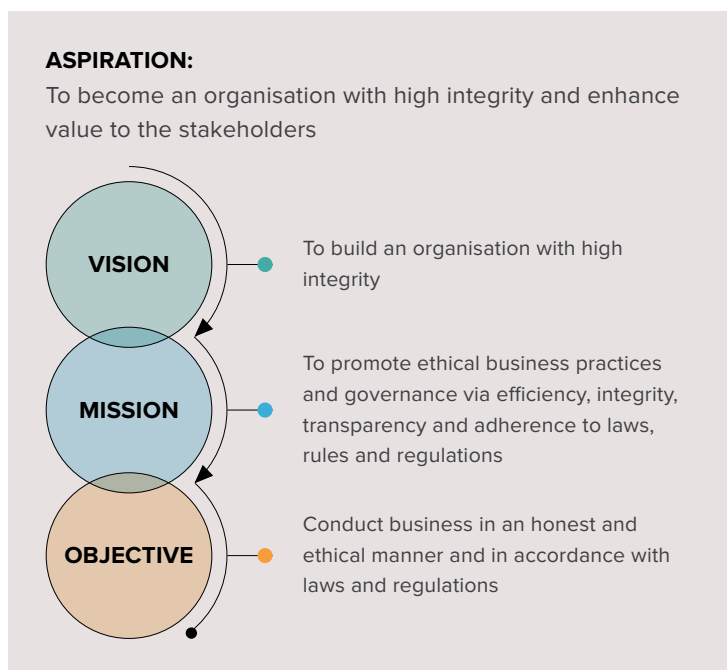 ASPIRATION:
To become an organisation with high integrity and enhance
value to the stakeholders
VISION
To build an organisation with high
integrity
MISSION
To promote ethical business practices
and governance via efficiency, integrity,
transparency and adherence to laws,
rules and regulations
OBJECTIVE
Conduct business in an honest and
ethical manner and in accordance with
laws and regulations